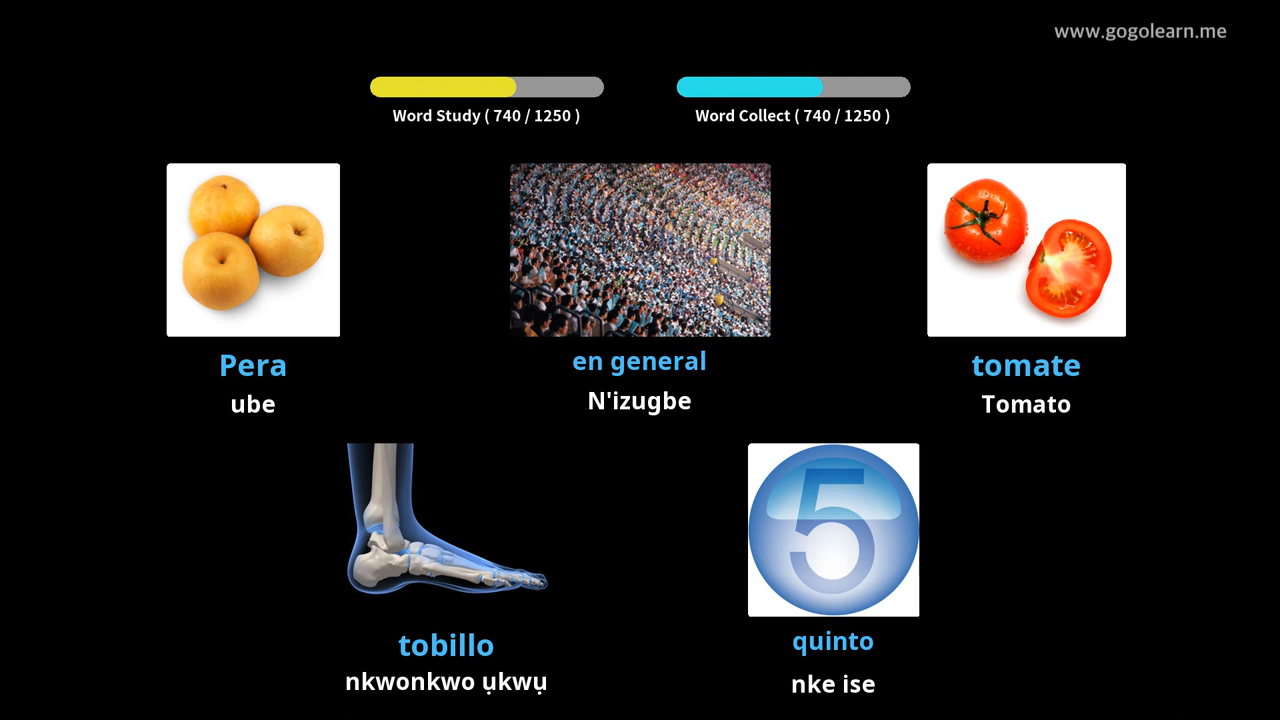 www.gogolearn.me
Word Study ( 740 / 1250 )
Word Collect ( 740 / 1250 )
Pera
ube
en general
N'izugbe
tomate
Tomato
5
tobillo
nkwonkwo ụkwụ
quinto
nke ise